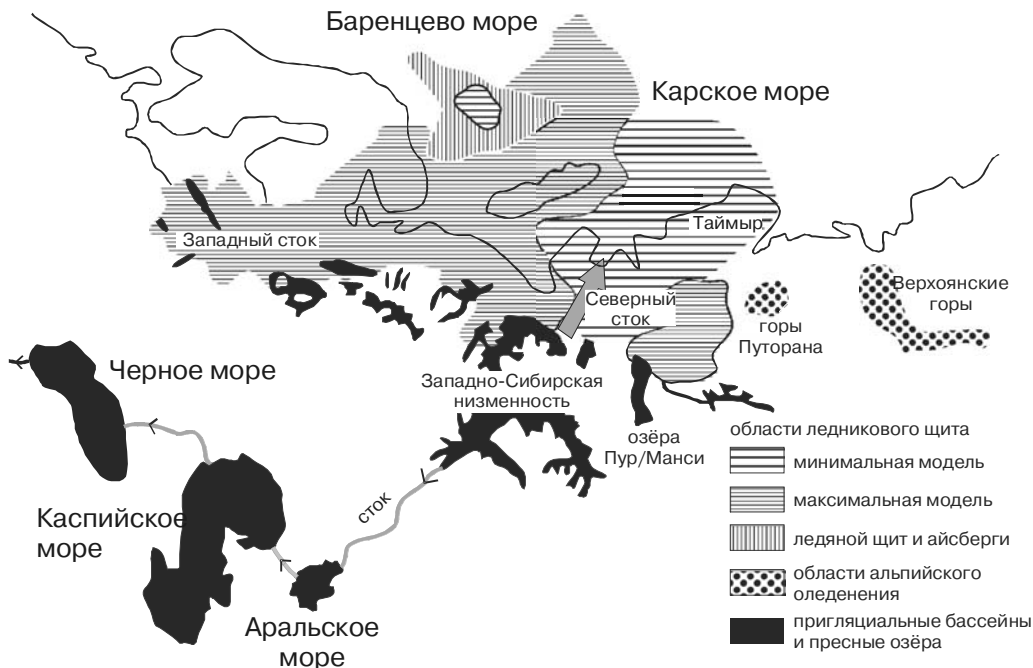 Баренцево море
Карское море
Таймыр
Западный сток
Верхоянские
горы
Северный
сток
горы
Путорана
Черное море
Западно-Сибирская
низменность
озёра
Пур/Манси
сток
Каспийское
море
Аральское
море
области ледникового щита
минимальная модель
максимальная модель
ледяной щит и айсберги
области альпийского
оледенения
пригляциальные бассейны
и пресные озёра